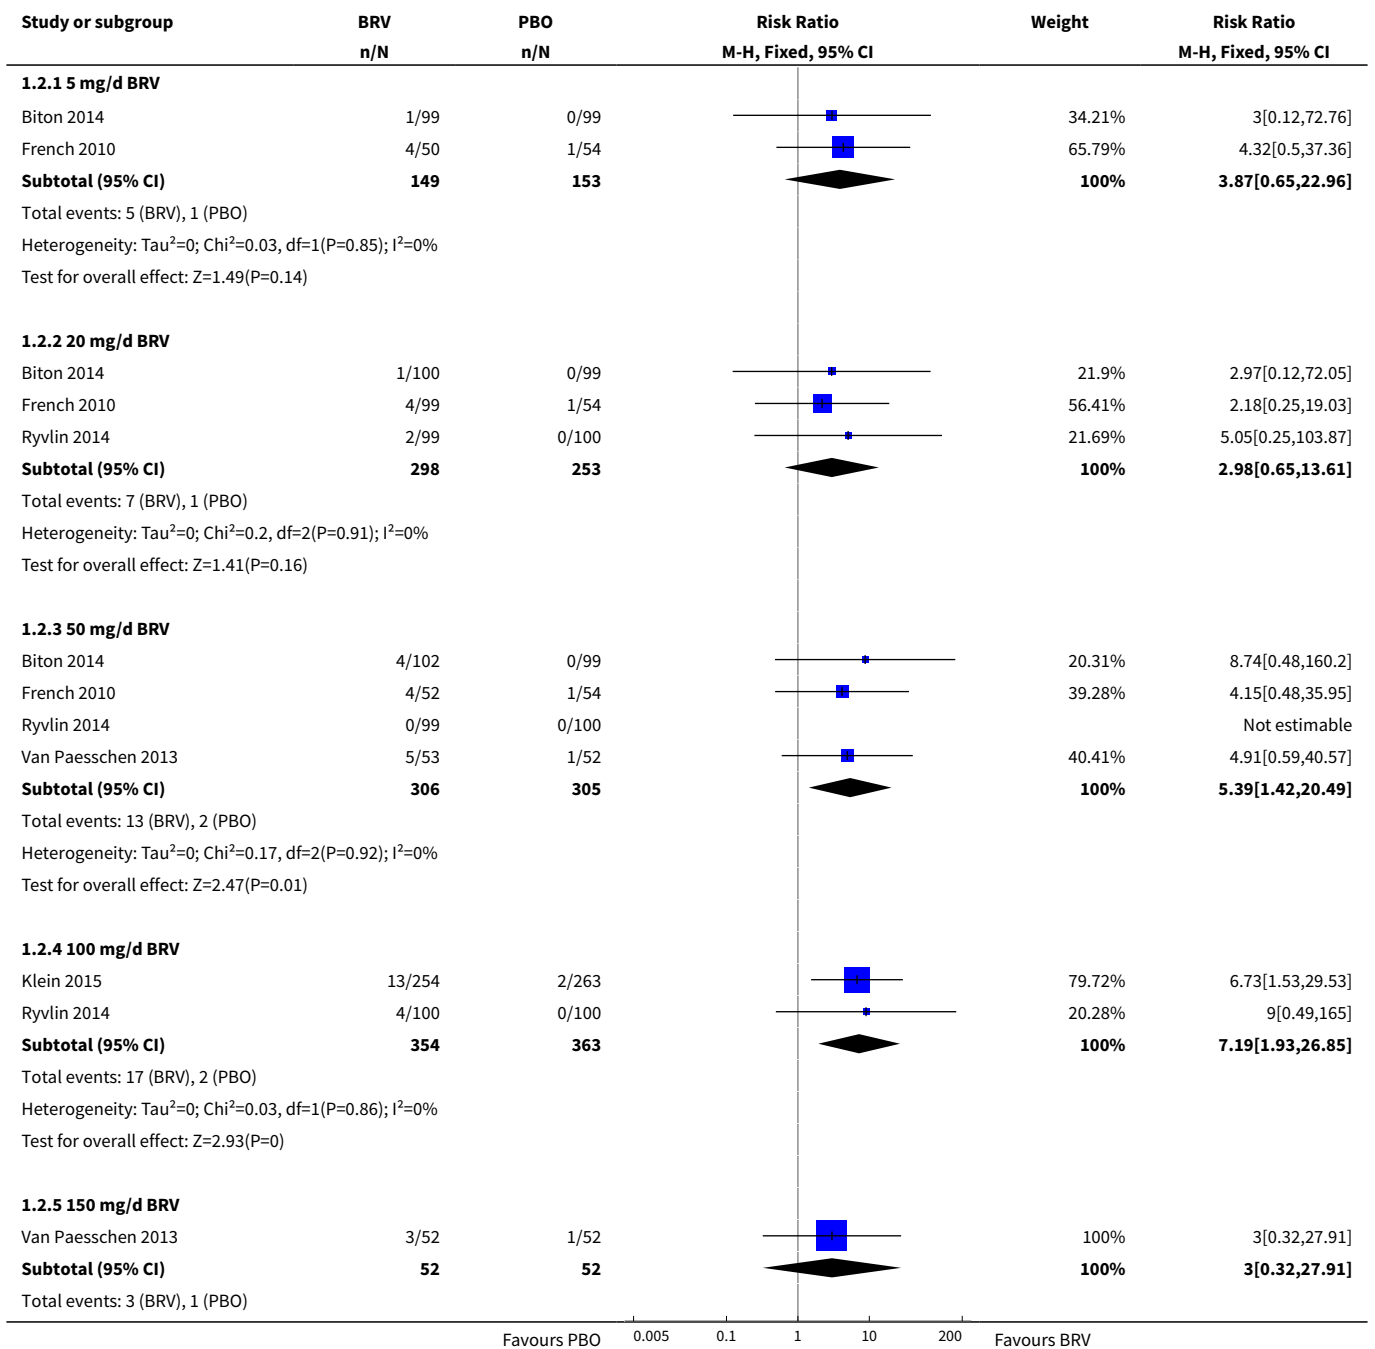 Study or subgroup BRV PBO Risk Ratio Weight Risk Ratio
n/N n/N M-H, Fixed, 95% CI M-H, Fixed, 95% CI
1.2.1 5 mg/d BRV
Biton 2014 1/99 0/99 34.21% 3[0.12,72.76]
French 2010 4/50 1/54 65.79% 4.32[0.5,37.36]
Subtotal (95% CI) 149 153 100% 3.87[0.65,22.96]
Total events: 5 (BRV), 1 (PBO)
Heterogeneity: Tau²=0; Chi²=0.03, df=1(P=0.85); I²=0%
Test for overall effect: Z=1.49(P=0.14)
1.2.2 20 mg/d BRV
Biton 2014 1/100 0/99 21.9% 2.97[0.12,72.05]
French 2010 4/99 1/54 56.41% 2.18[0.25,19.03]
Ryvlin 2014 2/99 0/100 21.69% 5.05[0.25,103.87]
Subtotal (95% CI) 298 253 100% 2.98[0.65,13.61]
Total events: 7 (BRV), 1 (PBO)
Heterogeneity: Tau²=0; Chi²=0.2, df=2(P=0.91); I²=0%
Test for overall effect: Z=1.41(P=0.16)
1.2.3 50 mg/d BRV
Biton 2014 4/102 0/99 20.31% 8.74[0.48,160.2]
French 2010 4/52 1/54 39.28% 4.15[0.48,35.95]
Ryvlin 2014 0/99 0/100 Not estimable
Van Paesschen 2013 5/53 1/52 40.41% 4.91[0.59,40.57]
Subtotal (95% CI) 306 305 100% 5.39[1.42,20.49]
Total events: 13 (BRV), 2 (PBO)
Heterogeneity: Tau²=0; Chi²=0.17, df=2(P=0.92); I²=0%
Test for overall effect: Z=2.47(P=0.01)
1.2.4 100 mg/d BRV
Klein 2015 13/254 2/263 79.72% 6.73[1.53,29.53]
Ryvlin 2014 4/100 0/100 20.28% 9[0.49,165]
Subtotal (95% CI) 354 363 100% 7.19[1.93,26.85]
Total events: 17 (BRV), 2 (PBO)
Heterogeneity: Tau²=0; Chi²=0.03, df=1(P=0.86); I²=0%
Test for overall effect: Z=2.93(P=0)
1.2.5 150 mg/d BRV
Van Paesschen 2013 3/52 1/52 100% 3[0.32,27.91]
Subtotal (95% CI) 52 52 100% 3[0.32,27.91]
Total events: 3 (BRV), 1 (PBO)
Favours PBO 0.005 0.1 1 10 200 Favours BRV